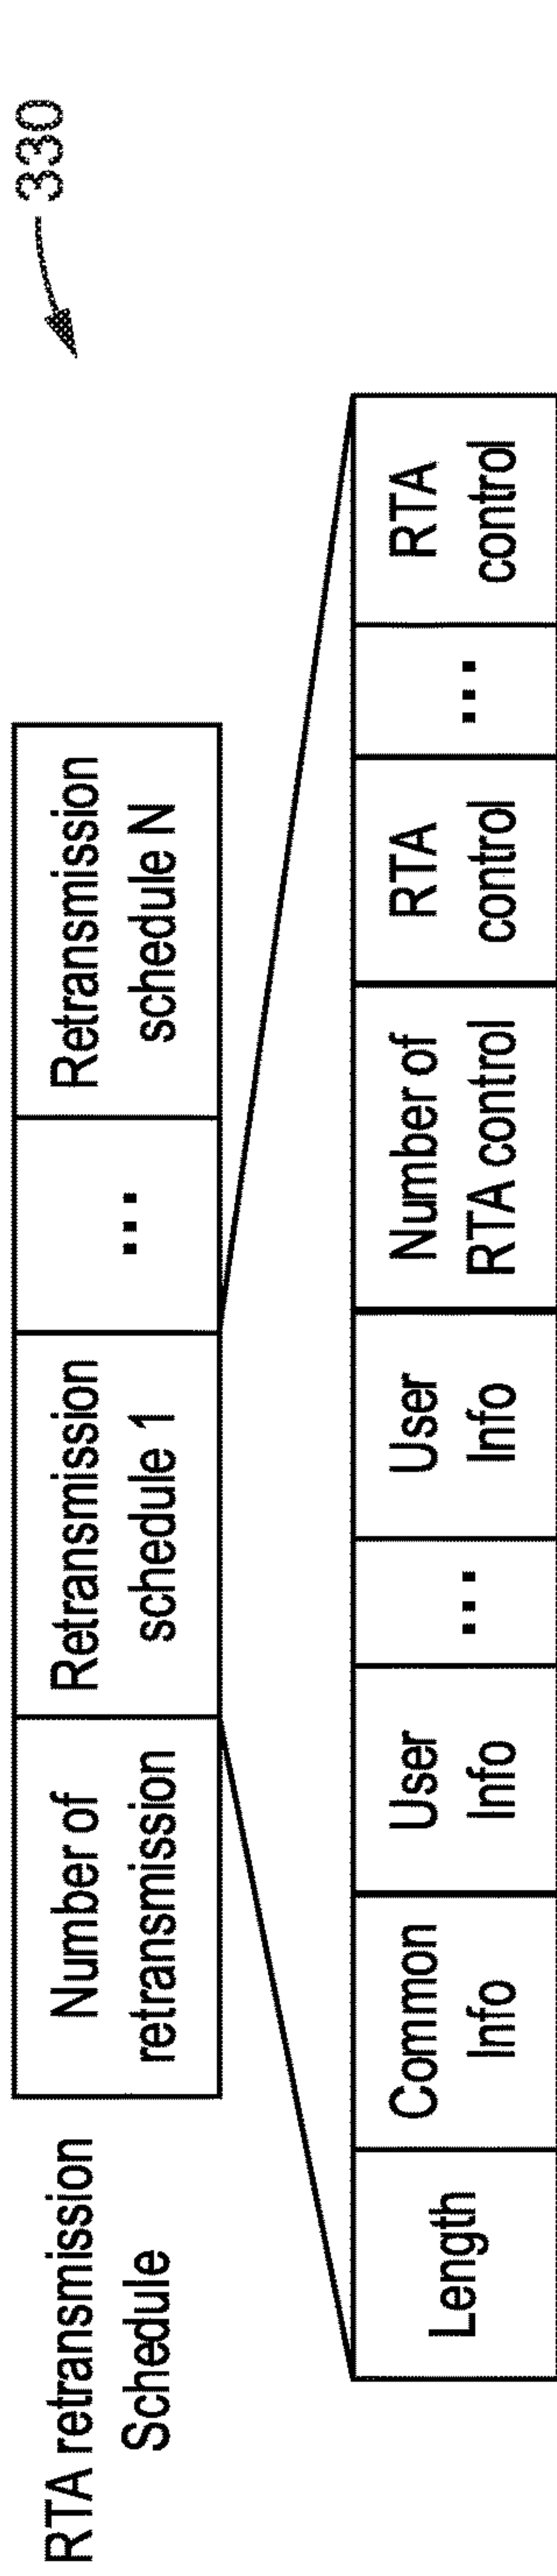 330
RTA retransmission
Schedule
Number of
retransmission
Retransmission
schedule 1
...
Retransmission
schedule N
Length
Common
Info
User
Info
...
User
Info
Number of
RTA control
RTA
control
...
RTA
control